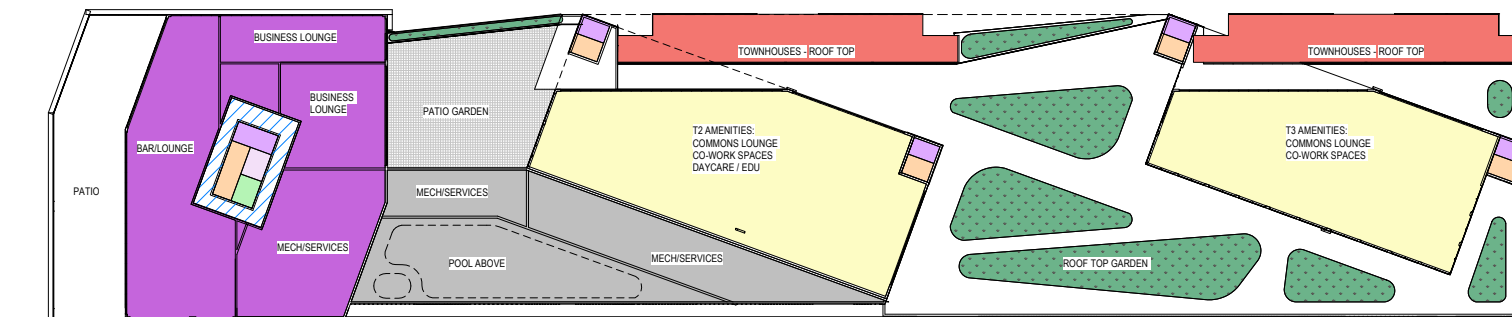 BUSINESS LOUNGE
TOWNHOUSES - ROOF TOP
TOWNHOUSES - ROOF TOP
BUSINESS
LOUNGE
PATIO GARDEN
BAR/LOUNGE
T2 AMENITIES:
COMMONS LOUNGE
CO-WORK SPACES
DAYCARE / EDU
T3 AMENITIES:
COMMONS LOUNGE
CO-WORK SPACES
PATIO
MECH/SERVICES
MECH/SERVICES
MECH/SERVICES
POOL ABOVE
ROOF TOP GARDEN